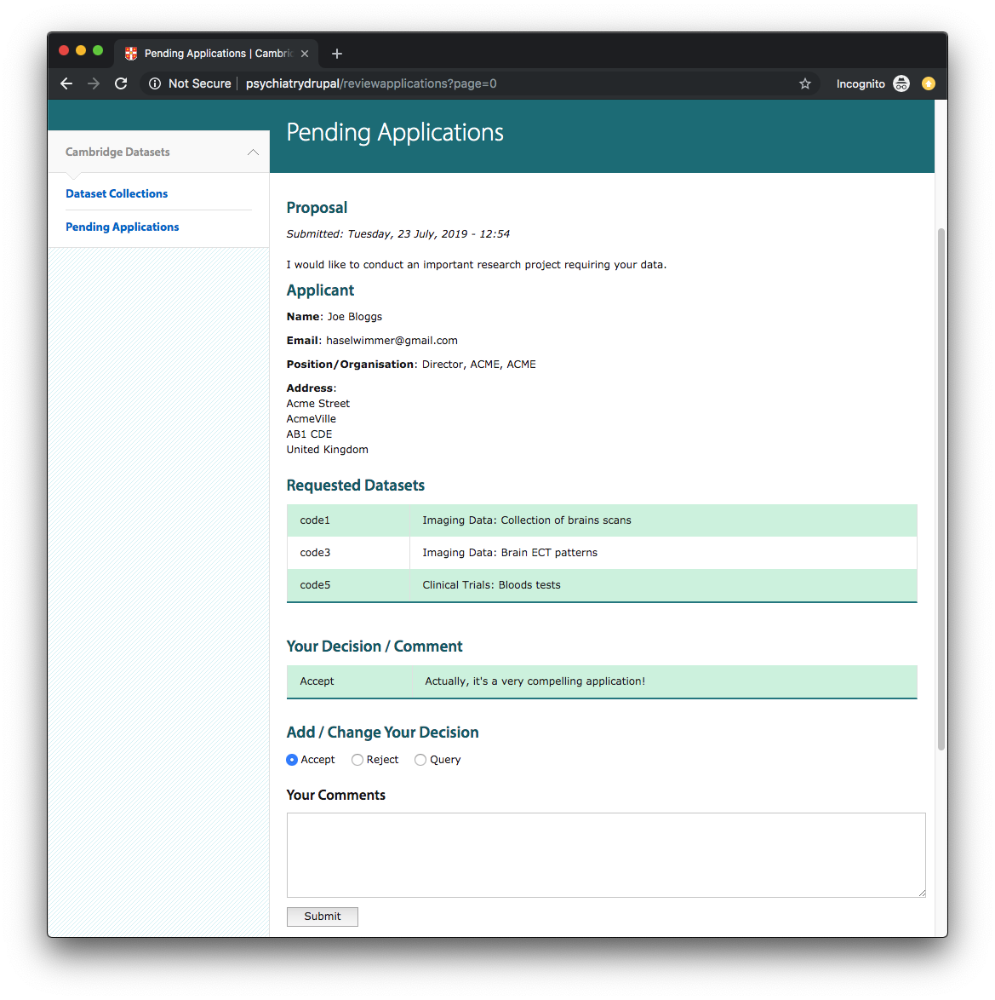 Pending Applications | Cambri
Not Secure | psychiatrydrupal/reviewapplications?page=0
Incognito
Pending Applications
Cambridge Datasets
Dataset Collections
Pending Applications
Proposal
Submitted: Tuesday, 23 July, 2019 - 12:54
I would like to conduct an important research project requiring your data.
Applicant
Name: Joe Bloggs
Email: haselwimmer@gmail.com
Position/Organisation: Director, ACME, ACME
Address:
Acme Street
AcmeVille
AB1 CDE
United Kingdom
Requested Datasets
code1 Imaging Data: Collection of brains scans
code3 Imaging Data: Brain ECT patterns
code5 Clinical Trials: Bloods tests
Your Decision / Comment
Accept Actually, it's a very compelling application!
Add / Change Your Decision
Accept Reject Query
Your Comments
Submit